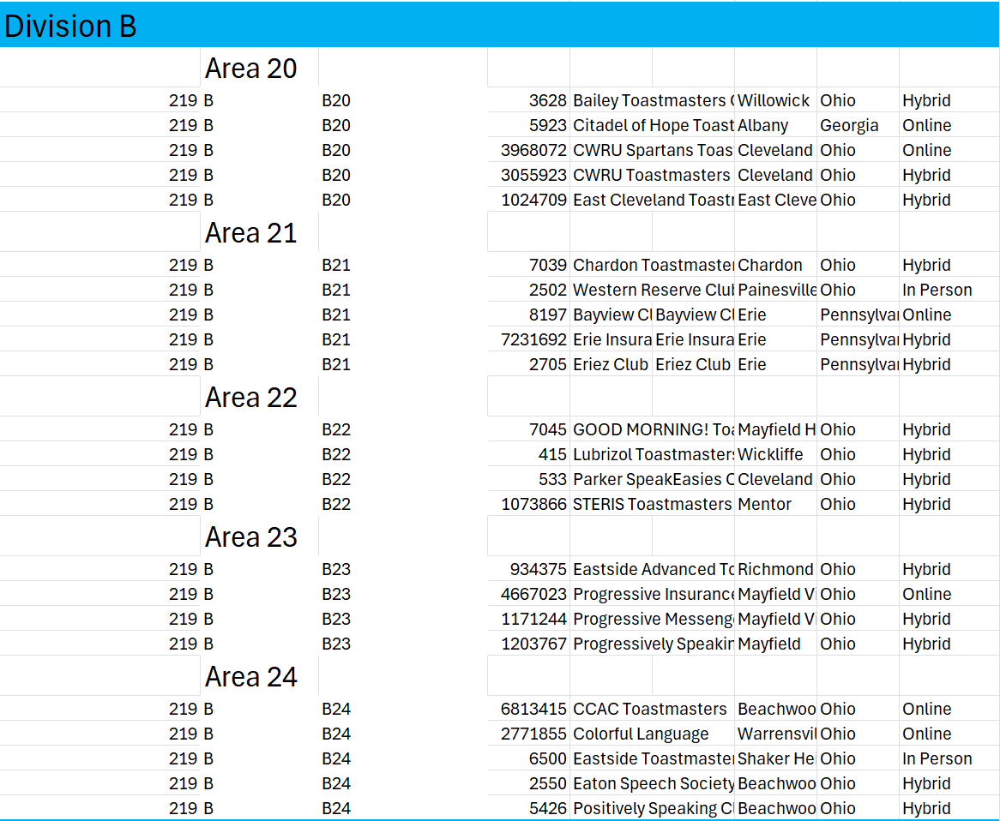 Division B
Area 20
219 B B20 3628 Bailey Toastmasters Willowick Ohio Hybrid
219 B B20 5923 Citadel of Hope Toast Albany Georgia Online
219 B B20 3968072 CWRU Spartans Toas Cleveland Ohio Online
219 B B20 3055923 CWRU Toastmasters Cleveland Ohio Hybrid
219 B B20 1024709 East Cleveland Toastr East Cleve Ohio Hybrid
Area 21
219 B B21 7039 Chardon Toastmaster Chardon Ohio Hybrid
219 B B21 2502 Western Reserve Clu Painesville Ohio In Person
219 B B21 8197 Bayview Cl Bayview Cl Erie Pennsylva Online
219 B B21 7231692 Erie Insura Erie Insura Erie Pennsylva Hybrid
219 B B21 2705 Eriez Club Eriez Club Erie Pennsylva Hybrid
Area 22
219 B B22 7045 GOOD MORNING! Toa Mayfield H Ohio Hybrid
219 B B22 415 Lubrizol Toastmasters Wickliffe Ohio Hybrid
219 B B22 533 Parker SpeakEasies C Cleveland Ohio Hybrid
219 B B22 1073866 STERIS Toastmasters Mentor Ohio Hybrid
Area 23
219 B B23 934375 Eastside Advanced To Richmond Ohio Hybrid
219 B B23 4667023 Progressive Insurance Mayfield V Ohio Online
219 B B23 1171244 Progressive Messeng Mayfield V Ohio Hybrid
219 B B23 1203767 Progressively Speakin Mayfield Ohio Hybrid
Area 24
219 B B24 6813415 CCAC Toastmasters Beachwoo Ohio Online
219 B B24 2771855 Colorful Language Warrensvil Ohio Online
219 B B24 6500 Eastside Toastmaster Shaker Hei Ohio In Person
219 B B24 2550 Eaton Speech Society Beachwoo Ohio Hybrid
219 B B24 5426 Positively Speaking Cl Beachwoo Ohio Hybrid